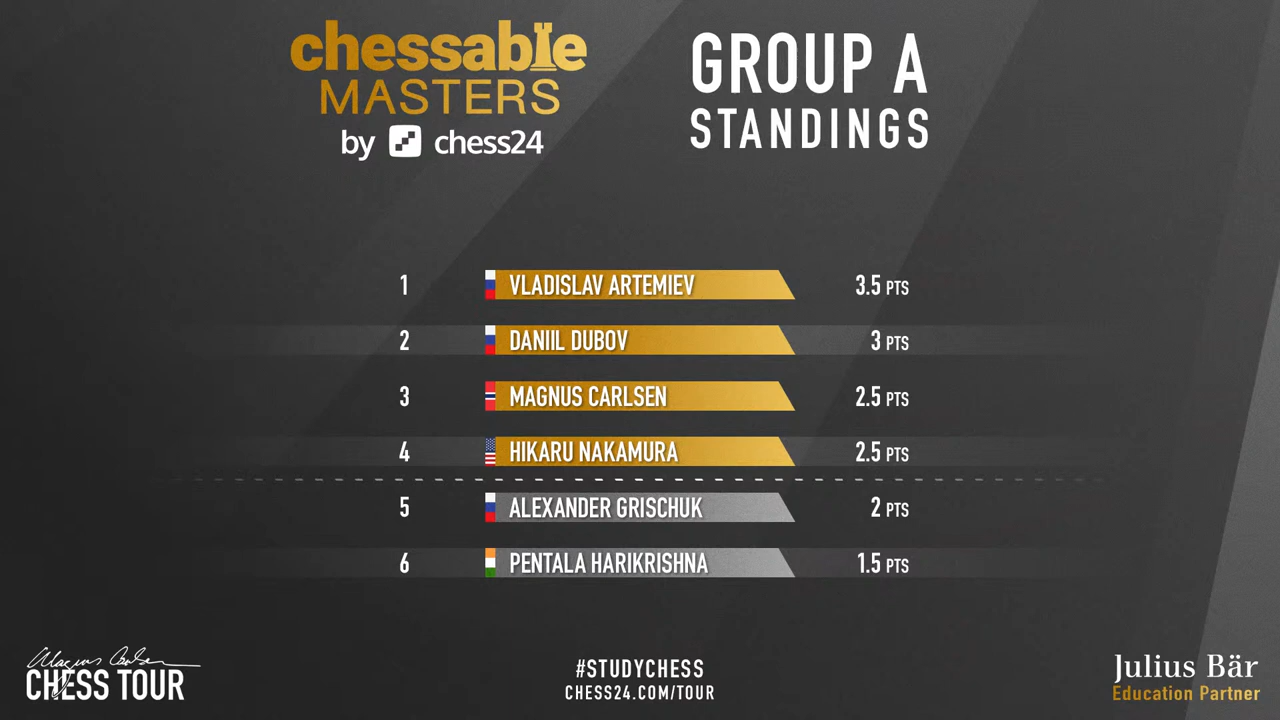 chessable
MASTERS
by chess24
GROUP A
STANDINGS
1 VLADISLAV ARTEMIEV 3.5 PTS
2 DANIIL DUBOV 3 PTS
3 MAGNUS CARLSEN 2.5 PTS
4 HIKARU NAKAMURA 2.5 PTS
5 ALEXANDER GRISCHUK 2 PTS
6 PENTALA HARIKRISHNA 1.5 PTS
Magnus Carlsen
CHESS TOUR
#STUDYCHESS
CHESS24.COM/TOUR
Julius Bär
Education Partner